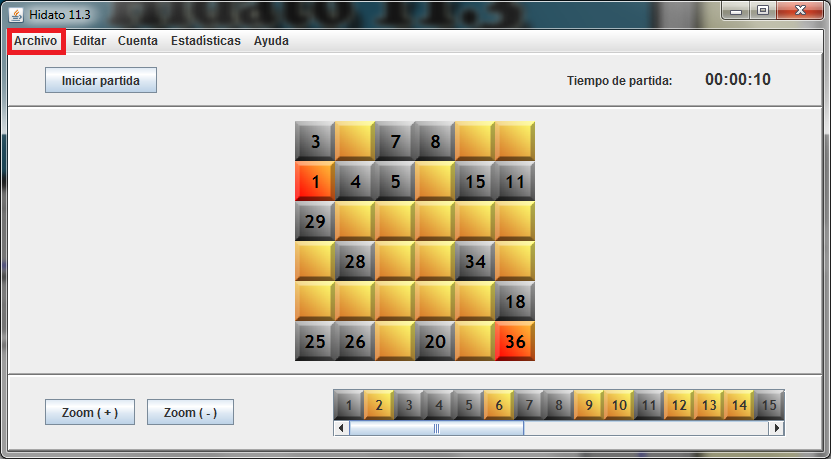 Hidato 11.3
Archivo Editar Cuenta Estadísticas Ayuda
Iniciar partida Tiempo de partida: 00:00:10
3 7 8
1 4 5 15 11
29
28 34
18
25 26 20 36
Zoom ( + ) Zoom ( - ) 1 2 3 4 5 6 7 8 9 10 11 12 13 14 15